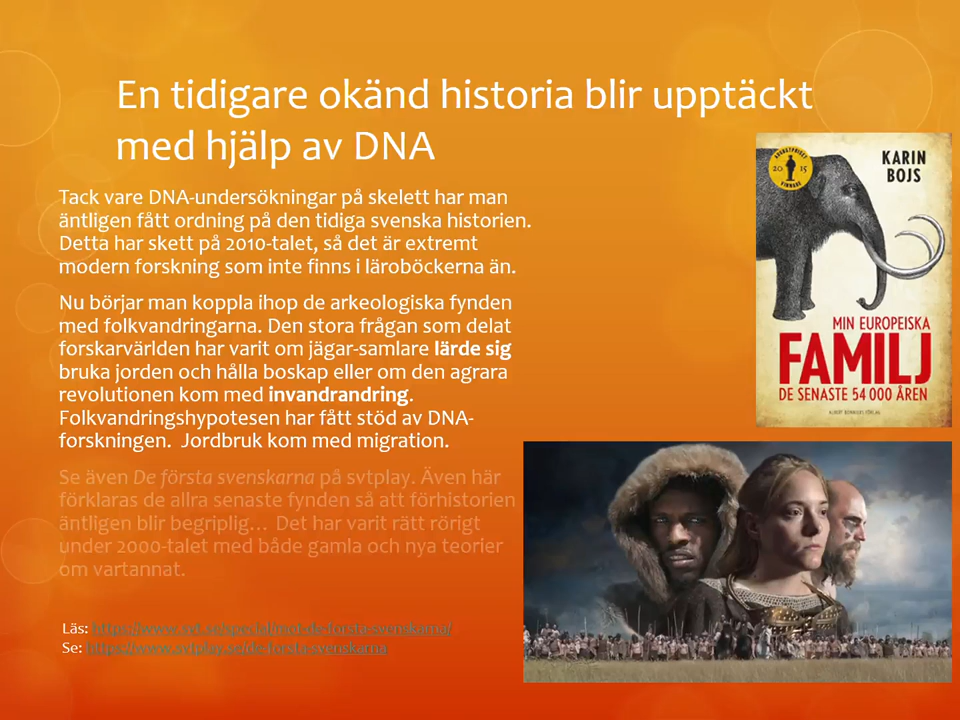 En tidigare okänd historia blir upptäckt
med hjälp av DNA
Tack vare DNA-undersökningar på skelett har man
äntligen fått ordning på den tidiga svenska historien.
Detta har skett på 2010-talet, så det är extremt
modern forskning som inte finns i läroböckerna än.
Nu börjar man koppla ihop de arkeologiska fynden
med folkvandringarna. Den stora frågan som delat
forskarvärlden har varit om jägar-samlare lärde sig
bruka jorden och hålla boskap eller om den agrara
revolutionen kom med invandrandring.
Folkvandringshypotesen har fått stöd av DNA-
forskningen. Jordbruk kom med migration.
Se även De första svenskarna på svtplay. Även här
förklaras de allra senaste fynden så att förhistorien
äntligen blir begriplig... Det har varit rätt rörigt
under 2000-talet med både gamla och nya teorier
om vartannat.
Läs: https://www.svt.se/special/mot-de-forsta-svenskarna/
Se: https://www.svtplay.se/de-forsta-svenskarna
AUGUSTPRISET
20 15
VINNARE
KARIN
BOJS
MIN EUROPEISKA
FAMILJ
DE SENASTE 54 000 ÅREN
ALBERT BONNIERS FÖRLAG